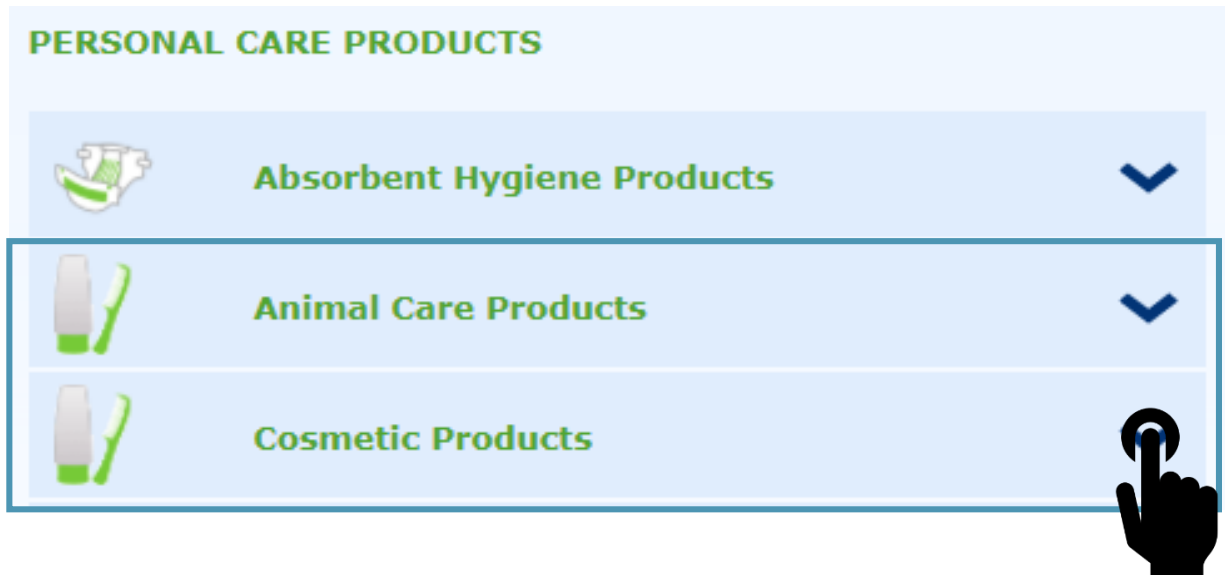 PERSONAL CARE PRODUCTS
Absorbent Hygiene Products
Animal Care Products
Cosmetic Products